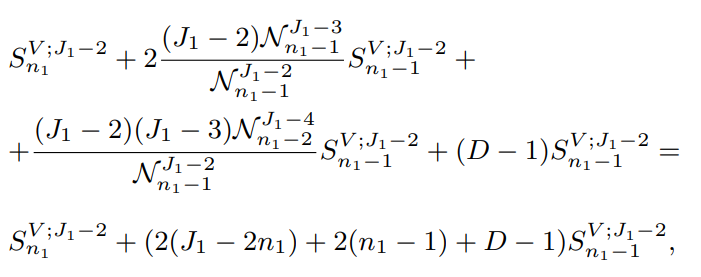 $S_{n_1}^{V;J_1-2} + 2\frac{(J_1-2)\mathcal{N}_{n_1-1}^{J_1-3}}{\mathcal{N}_{n_1-1}^{J_1-2}} S_{n_1-1}^{V;J_1-2} +$
$+ \frac{(J_1-2)(J_1-3)\mathcal{N}_{n_1-2}^{J_1-4}}{\mathcal{N}_{n_1-1}^{J_1-2}} S_{n_1-1}^{V;J_1-2} + (D-1) S_{n_1-1}^{V;J_1-2} =$
$S_{n_1}^{V;J_1-2} + (2(J_1-2n_1) + 2(n_1-1) + D-1) S_{n_1-1}^{V;J_1-2},$